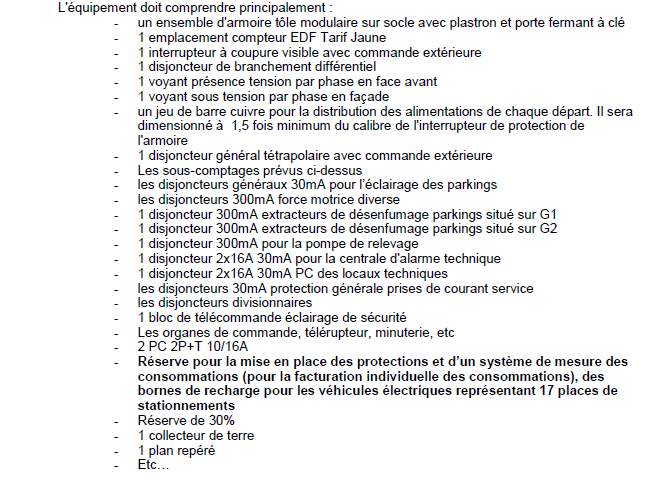 L'équipement doit comprendre principalement :
- un ensemble d'armoire tôle modulaire sur socle avec plastron et porte fermant à clé
- 1 emplacement compteur EDF Tarif Jaune
- 1 interrupteur à coupure visible avec commande extérieure
- 1 disjoncteur de branchement différentiel
- 1 voyant présence tension par phase en face avant
- 1 voyant sous tension par phase en façade
- un jeu de barre cuivre pour la distribution des alimentations de chaque départ. Il sera
dimensionné à 1,5 fois minimum du calibre de l'interrupteur de protection de
l'armoire
- 1 disjoncteur général tétrapolaire avec commande extérieure
- Les sous-comptages prévus ci-dessus
- les disjoncteurs généraux 30mA pour l'éclairage des parkings
- les disjoncteurs 300mA force motrice diverse
- 1 disjoncteur 300mA extracteurs de désenfumage parkings situé sur G1
- 1 disjoncteur 300mA extracteurs de désenfumage parkings situé sur G2
- 1 disjoncteur 300mA pour la pompe de relevage
- 1 disjoncteur 2x16A 30mA pour la centrale d'alarme technique
- 1 disjoncteur 2x16A 30mA PC des locaux techniques
- les disjoncteurs 30mA protection générale prises de courant service
- les disjoncteurs divisionnaires
- 1 bloc de télécommande éclairage de sécurité
- Les organes de commande, télérupteur, minuterie, etc
- 2 PC 2P+T 10/16A
- Réserve pour la mise en place des protections et d'un système de mesure des
consommations (pour la facturation individuelle des consommations), des
bornes de recharge pour les véhicules électriques représentant 17 places de
stationnements
- Réserve de 30%
- 1 collecteur de terre
- 1 plan repéré
- Etc…